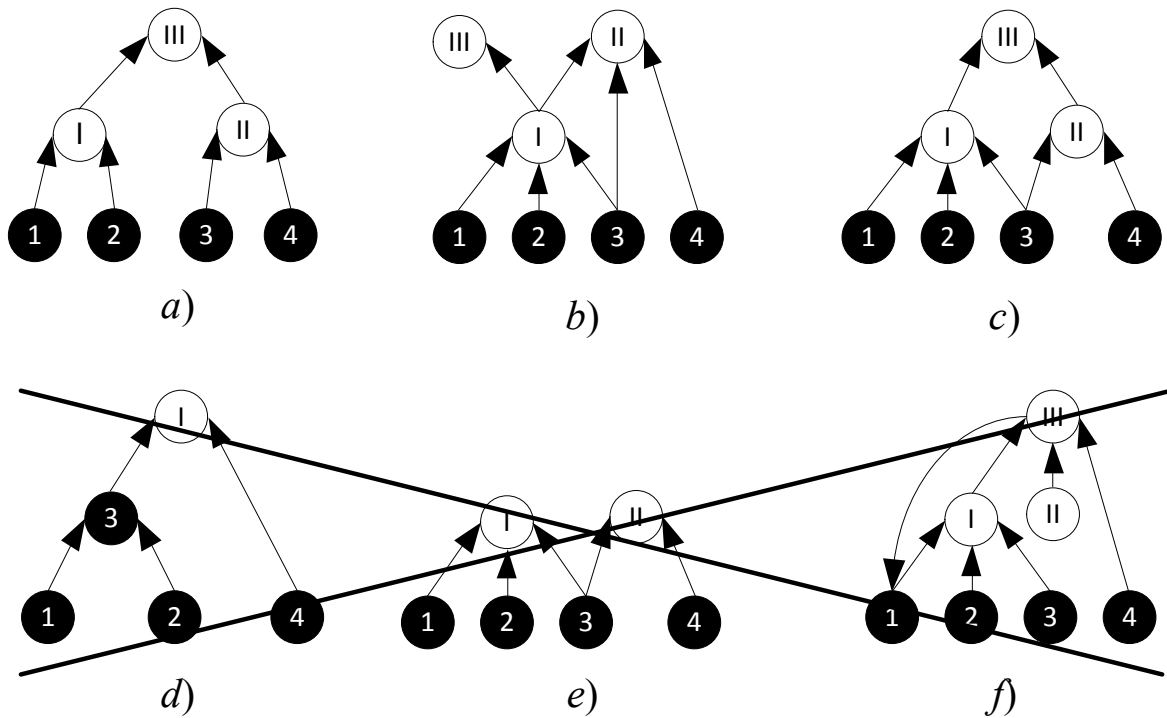 III III II III
I II I I II
1 2 3 4 1 2 3 4 1 2 3 4
a) b) c)
I III
3 I II I II
1 2 4 1 2 3 4 1 2 3 4
d) e) f)